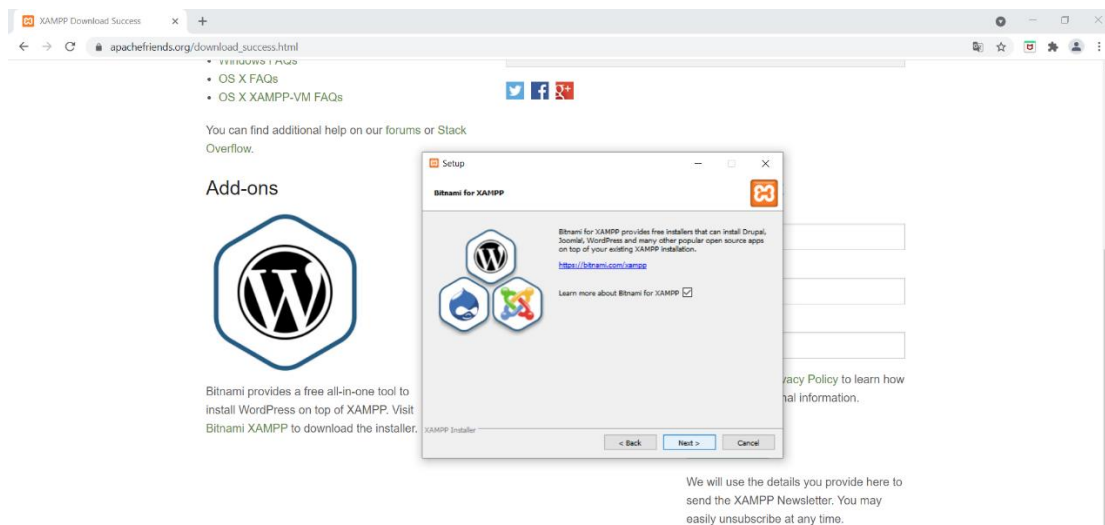 XAMPP Download Success
apachefriends.org/download_success.html
• Windows FAQs
• OS X FAQs
• OS X XAMPP-VM FAQs
You can find additional help on our forums or Stack
Overflow.
Add-ons
Bitnami provides a free all-in-one tool to
install WordPress on top of XAMPP. Visit
Bitnami XAMPP to download the installer.
Setup
Bitnami for XAMPP
Bitnami for XAMPP provides free installers that can install Drupal,
Joomla!, WordPress and many other popular open source apps
on top of your existing XAMPP installation.
https://bitnami.com/xampp
Learn more about Bitnami for XAMPP
XAMPP Installer
< Back Next > Cancel
vacy Policy to learn how
nal information.
We will use the details you provide here to
send the XAMPP Newsletter. You may
easily unsubscribe at any time.